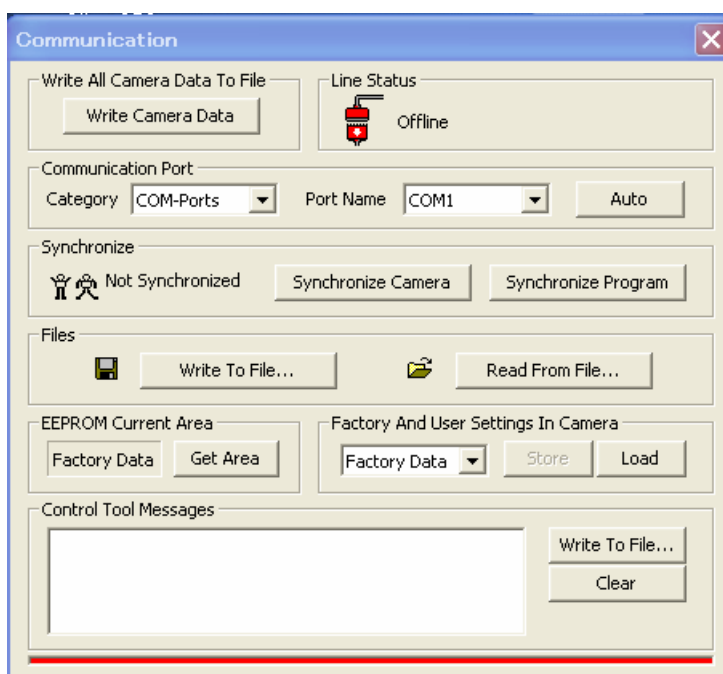 Communication
Write All Camera Data To File
Line Status
Write Camera Data
Offline
Communication Port
Category COM-Ports Port Name COM1 Auto
Synchronize
Not Synchronized Synchronize Camera Synchronize Program
Files
Write To File... Read From File...
EEPROM Current Area
Factory And User Settings In Camera
Factory Data Get Area
Factory Data Store Load
Control Tool Messages
Write To File...
Clear